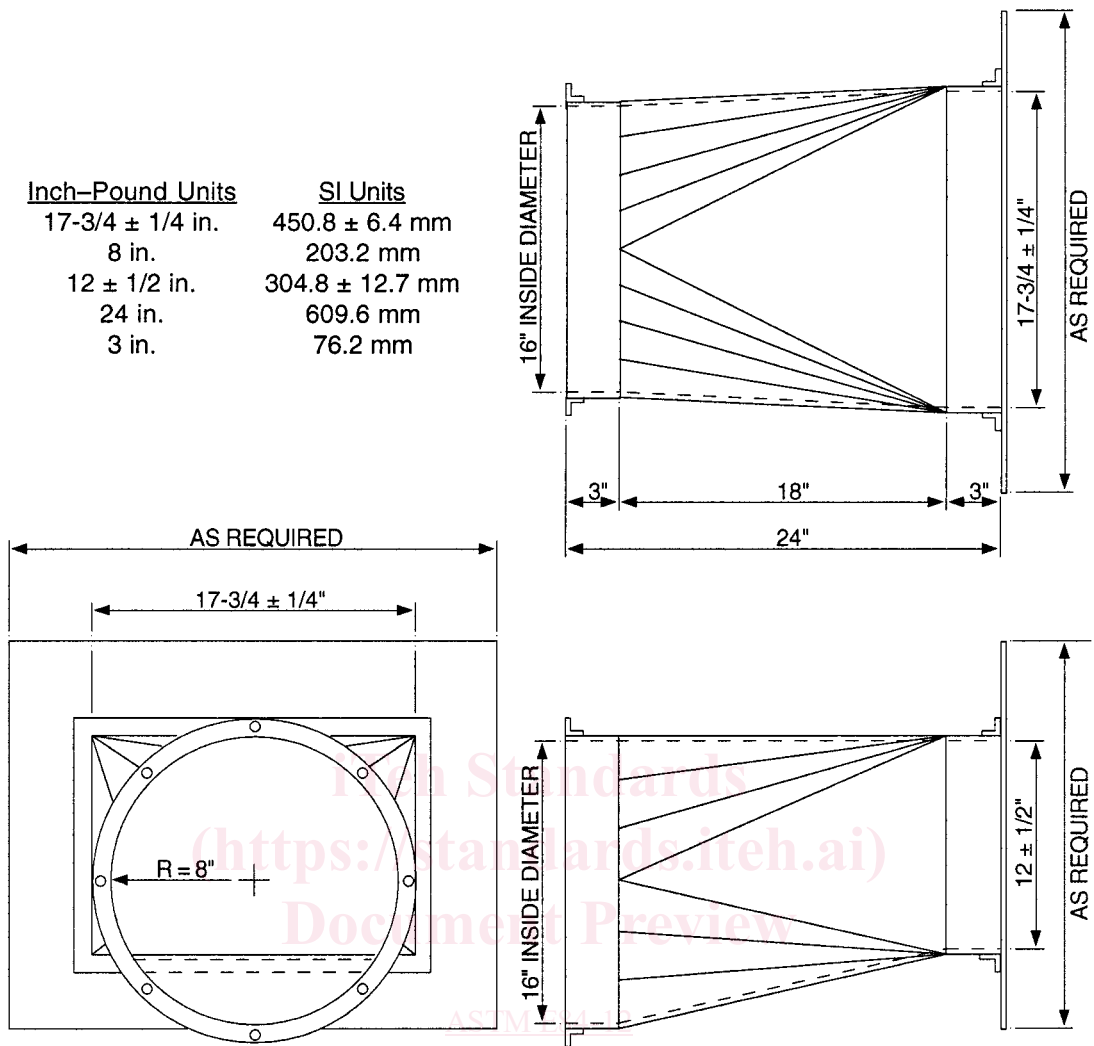 Inch–Pound Units SI Units
17-3/4 ± 1/4 in. 450.8 ± 6.4 mm
8 in. 203.2 mm
12 ± 1/2 in. 304.8 ± 12.7 mm
24 in. 609.6 mm
3 in. 76.2 mm
16" INSIDE DIAMETER
17-3/4 ± 1/4"
AS REQUIRED
3" 18" 3"
24"
AS REQUIRED
17-3/4 ± 1/4"
R = 8"
16" INSIDE DIAMETER
12 ± 1/2"
AS REQUIRED
iTeh Standards
(https://standards.iteh.ai)
Document Preview
ASTM E84-12